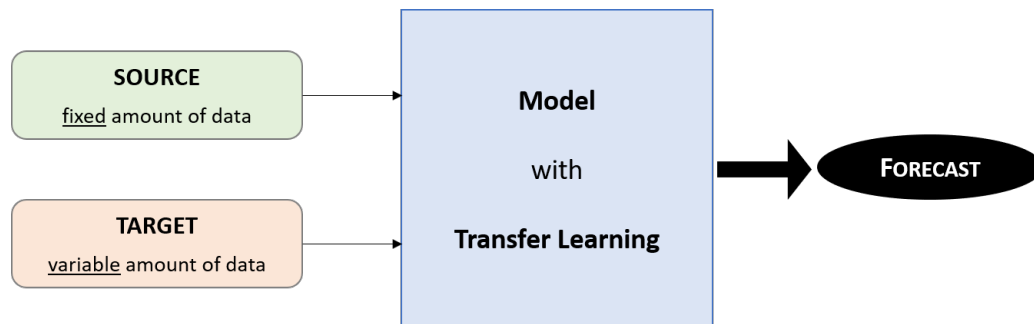 SOURCE
fixed amount of data
TARGET
variable amount of data
Model
with
Transfer Learning
FORECAST